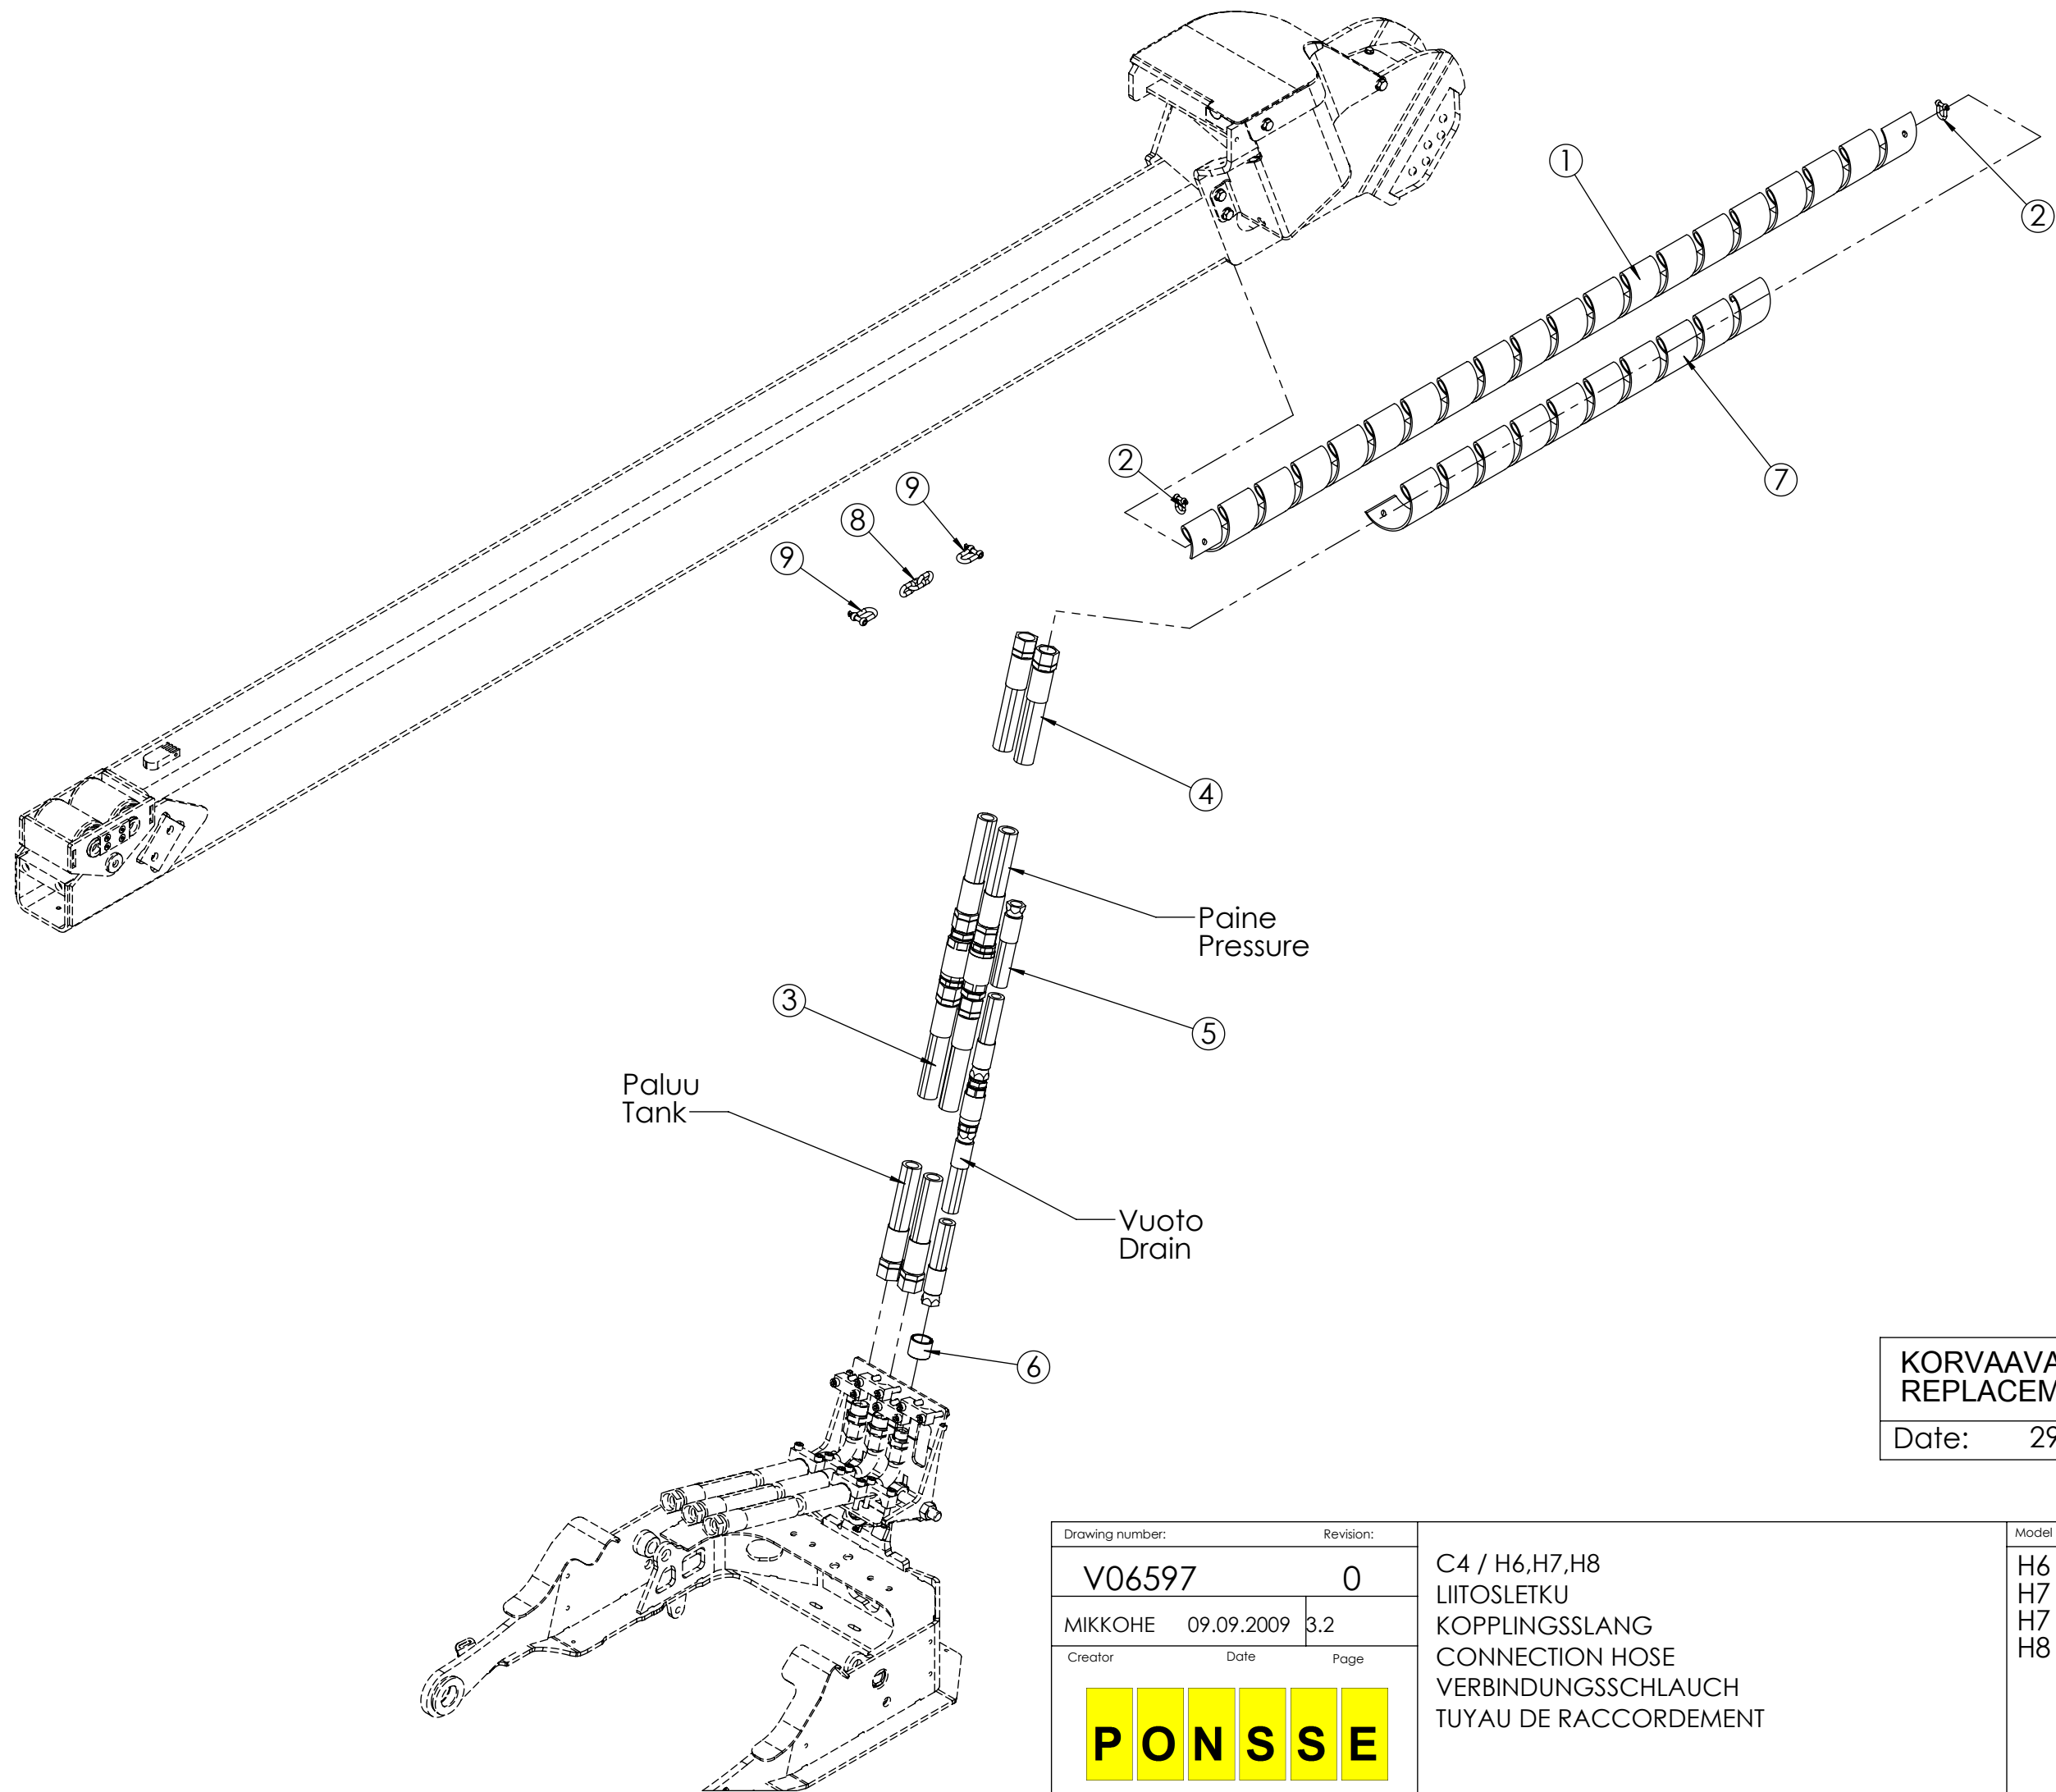 1
2
2
7
9
8
9
4
Paine
Pressure
3
5
Paluu
Tank
Vuoto
Drain
6
Date: 29
Drawing number: Revision:
V06597 0
MIKKOHE 09.09.2009 3.2
Creator Date Page
PONSSE
C4 / H6,H7,H8
LIITOSLETKU
KOPPLINGSSLANG
CONNECTION HOSE
VERBINDUNGSSCHLAUCH
TUYAU DE RACCORDEMENT
Model
H6
H7
H7
H8